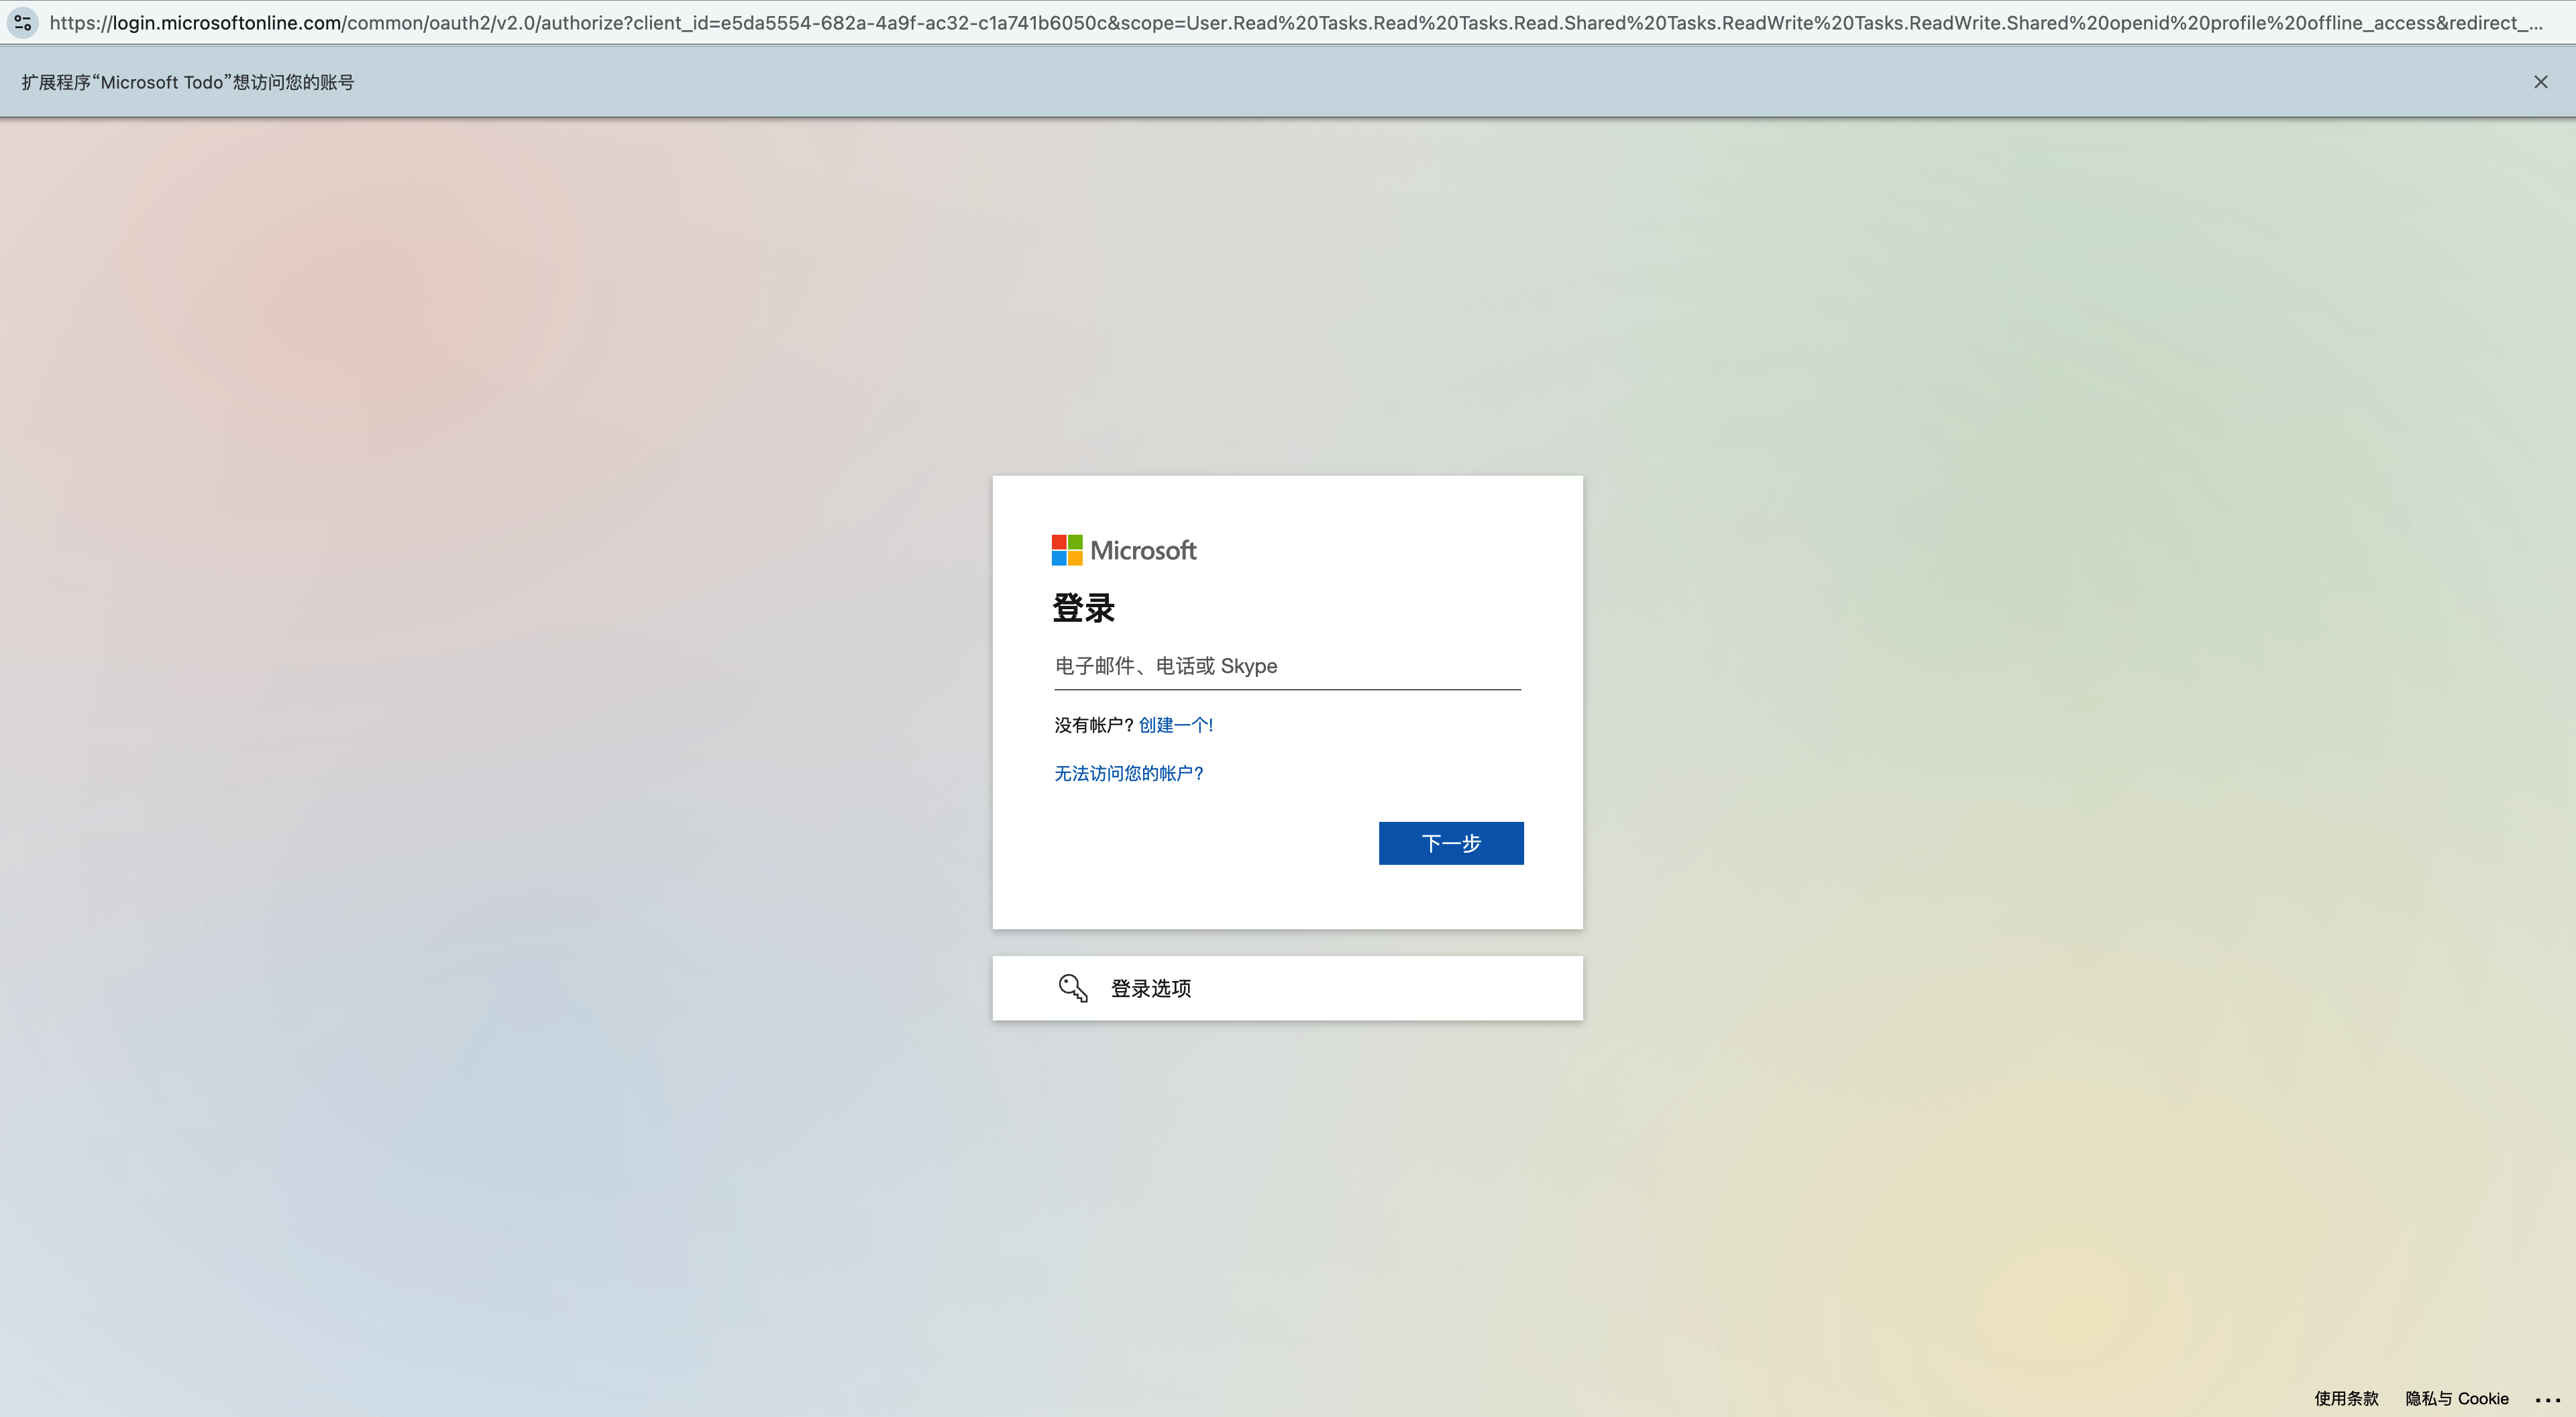 https://login.microsoftonline.com/common/oauth2/v2.0/authorize?client_id=e5da5554-682a-4a9f-ac32-c1a741b6050c&scope=User.Read%20Tasks.Read%20Tasks.Read.Shared%20Tasks.ReadWrite%20Tasks.ReadWrite.Shared%20openid%20profile%20offline_access&redirect_...
扩展程序“Microsoft Todo”想访问您的账号
Microsoft
登录
电子邮件、电话或 Skype
没有帐户? 创建一个!
无法访问您的帐户?
下一步
登录选项
使用条款 隐私与 Cookie ...